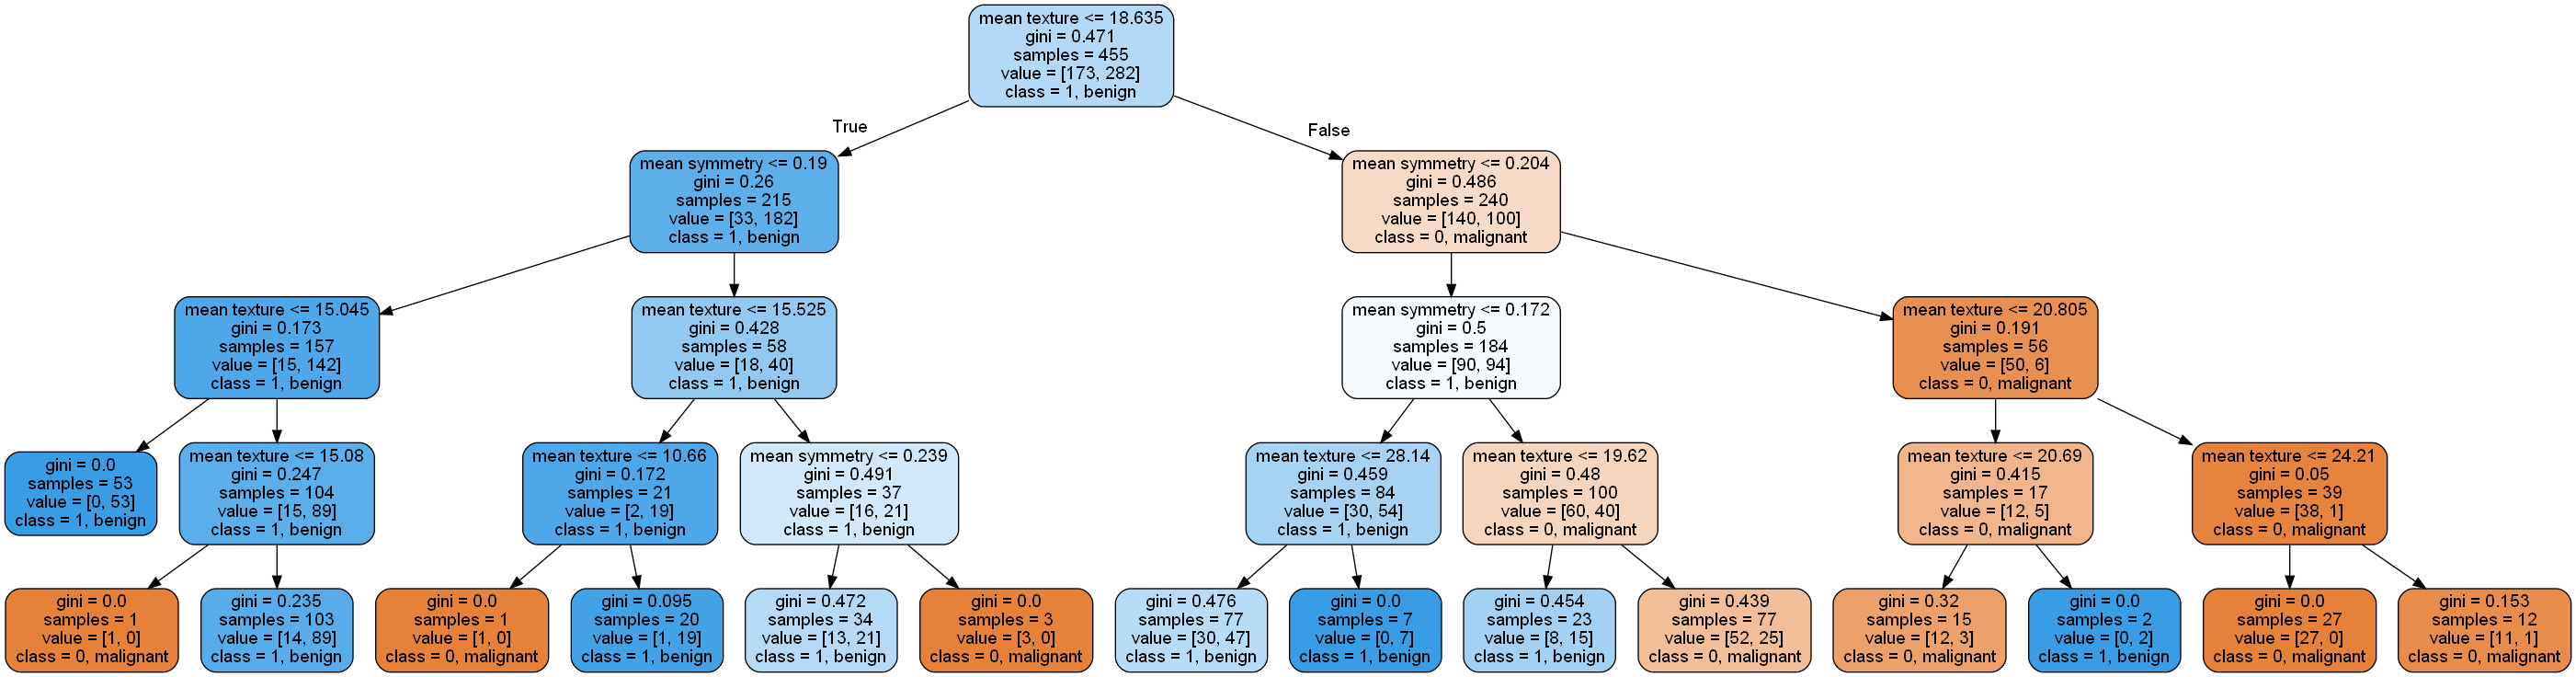 mean texture <= 18.635
gini = 0.471
samples = 455
value = [173, 282]
class = 1, benign
True
False
mean symmetry <= 0.19
gini = 0.26
samples = 215
value = [33, 182]
class = 1, benign
mean symmetry <= 0.204
gini = 0.486
samples = 240
value = [140, 100]
class = 0, malignant
mean texture <= 15.045
gini = 0.173
samples = 157
value = [15, 142]
class = 1, benign
mean texture <= 15.525
gini = 0.428
samples = 58
value = [18, 40]
class = 1, benign
mean symmetry <= 0.172
gini = 0.5
samples = 184
value = [90, 94]
class = 1, benign
mean texture <= 20.805
gini = 0.191
samples = 56
value = [50, 6]
class = 0, malignant
gini = 0.0
samples = 53
value = [0, 53]
class = 1, benign
mean texture <= 15.08
gini = 0.247
samples = 104
value = [15, 89]
class = 1, benign
mean texture <= 10.66
gini = 0.172
samples = 21
value = [2, 19]
class = 1, benign
mean symmetry <= 0.239
gini = 0.491
samples = 37
value = [16, 21]
class = 1, benign
mean texture <= 28.14
gini = 0.459
samples = 84
value = [30, 54]
class = 1, benign
mean texture <= 19.62
gini = 0.48
samples = 100
value = [60, 40]
class = 0, malignant
mean texture <= 20.69
gini = 0.415
samples = 17
value = [12, 5]
class = 0, malignant
mean texture <= 24.21
gini = 0.05
samples = 39
value = [38, 1]
class = 0, malignant
gini = 0.0
samples = 1
value = [1, 0]
class = 0, malignant
gini = 0.235
samples = 103
value = [14, 89]
class = 1, benign
gini = 0.0
samples = 1
value = [1, 0]
class = 0, malignant
gini = 0.095
samples = 20
value = [1, 19]
class = 1, benign
gini = 0.472
samples = 34
value = [13, 21]
class = 1, benign
gini = 0.0
samples = 3
value = [3, 0]
class = 0, malignant
gini = 0.476
samples = 77
value = [30, 47]
class = 1, benign
gini = 0.0
samples = 7
value = [0, 7]
class = 1, benign
gini = 0.454
samples = 23
value = [8, 15]
class = 1, benign
gini = 0.439
samples = 77
value = [52, 25]
class = 0, malignant
gini = 0.32
samples = 15
value = [12, 3]
class = 0, malignant
gini = 0.0
samples = 2
value = [0, 2]
class = 1, benign
gini = 0.0
samples = 27
value = [27, 0]
class = 0, malignant
gini = 0.153
samples = 12
value = [11, 1]
class = 0, malignant